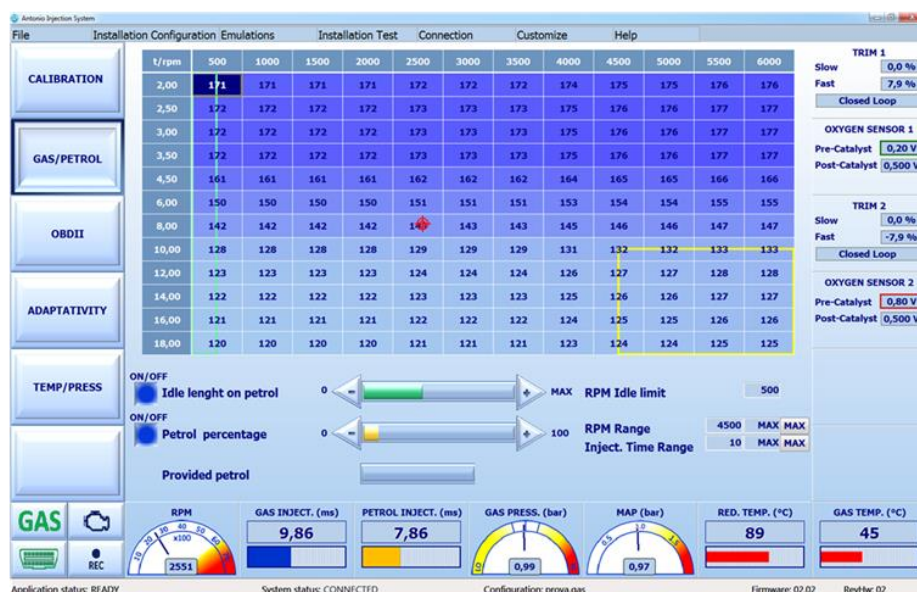 Antonio Injection System
File Installation Configuration Emulations Installation Test Connection Customize Help
CALIBRATION
GAS/PETROL
OBDII
ADAPTATIVITY
TEMP/PRESS
t/rpm 500 1000 1500 2000 2500 3000 3500 4000 4500 5000 5500 6000
2,00 171 171 171 171 172 172 172 174 175 175 176 176
2,50 172 172 172 172 173 173 173 175 176 176 177 177
3,00 172 172 172 172 173 173 173 175 176 176 177 177
3,50 172 172 172 172 173 173 173 175 176 176 177 177
4,50 161 161 161 161 162 162 162 164 165 165 166 166
6,00 150 150 150 150 151 151 151 153 154 154 155 155
8,00 142 142 142 142 143 143 143 145 146 146 147 147
10,00 128 128 128 128 129 129 129 131 132 132 133 133
12,00 123 123 123 123 124 124 124 126 127 127 128 128
14,00 122 122 122 122 123 123 123 125 126 126 127 127
16,00 121 121 121 121 122 122 122 124 125 125 126 126
18,00 120 120 120 120 121 121 121 123 124 124 125 125
TRIM 1
Slow 0,0 %
Fast 7,9 %
Closed Loop
OXYGEN SENSOR 1
Pre-Catalyst 0,20 V
Post-Catalyst 0,500 V
TRIM 2
Slow 0,0 %
Fast -7,9 %
Closed Loop
OXYGEN SENSOR 2
Pre-Catalyst 0,80 V
Post-Catalyst 0,500 V
ON/OFF
Idle lenght on petrol 0 - + MAX RPM Idle limit 500
ON/OFF
Petrol percentage 0 - + 100 RPM Range 4500 MAX MAX
Inject. Time Range 10 MAX MAX
Provided petrol
GAS
REC
RPM
10 20 30 40 50 60
x100
2551
GAS INJECT. (ms)
9,86
PETROL INJECT. (ms)
7,86
GAS PRESS. (bar)
LO
0,99
MAP (bar)
0.5 1.0 1.5
0,97
RED. TEMP. (°C)
89
GAS TEMP. (°C)
45
Application status: READY System status: CONNECTED Configuration: prova.gas Firmware: 02.02 RevHw: 02